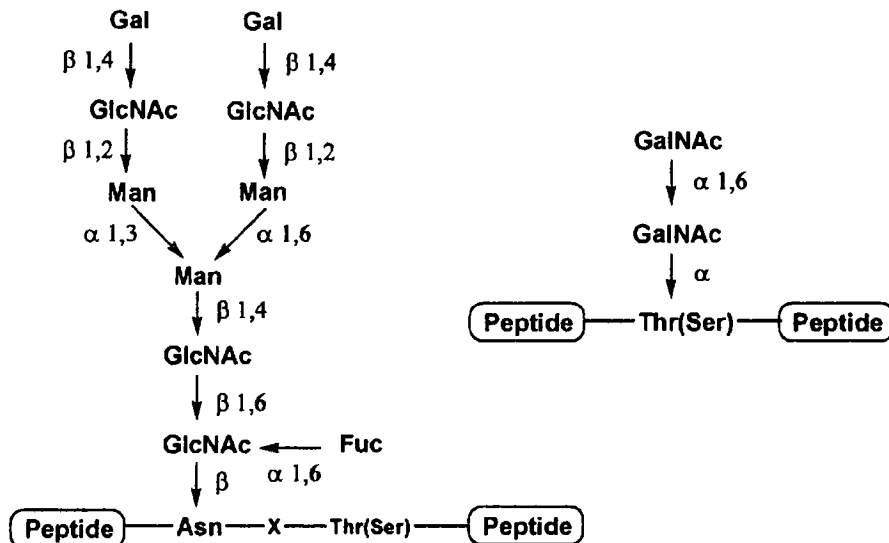 Gal Gal
β 1,4 β 1,4
GlcNAc GlcNAc
β 1,2 β 1,2
Man Man
α 1,3 α 1,6
Man
β 1,4
GlcNAc
β 1,6
GlcNAc Fuc
β α 1,6
Peptide Asn X Thr(Ser) Peptide
GalNAc
α 1,6
GalNAc
α
Peptide Thr(Ser) Peptide